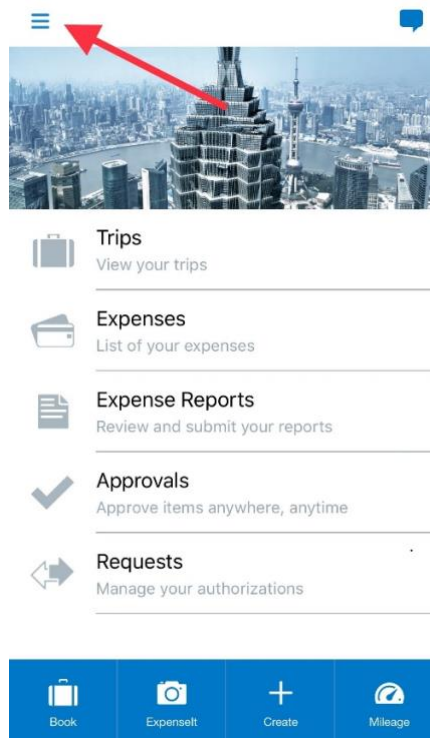 Trips
View your trips
Expenses
List of your expenses
Expense Reports
Review and submit your reports
Approvals
Approve items anywhere, anytime
Requests
Manage your authorizations
Book
ExpenseIt
Create
Mileage